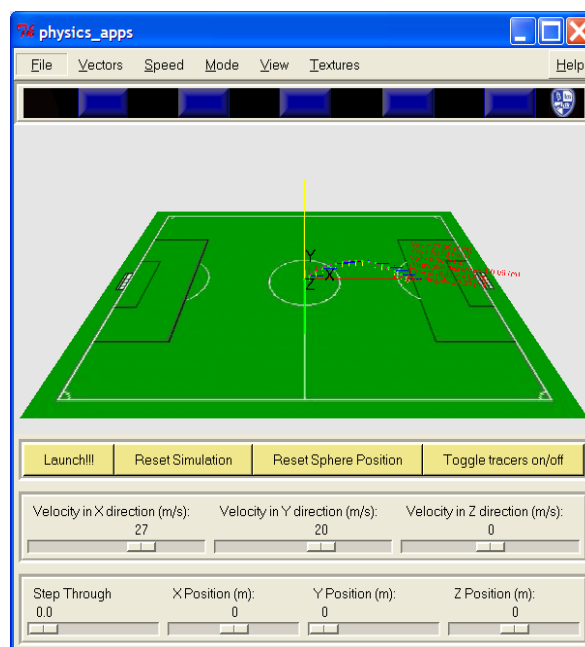 physics_apps
File Vectors Speed Mode View Textures Help
Y
X
Z
Launch!!! Reset Simulation Reset Sphere Position Toggle tracers on/off
Velocity in X direction (m/s): Velocity in Y direction (m/s): Velocity in Z direction (m/s):
27 20 0
Step Through X Position (m): Y Position (m): Z Position (m):
0.0 0 0 0